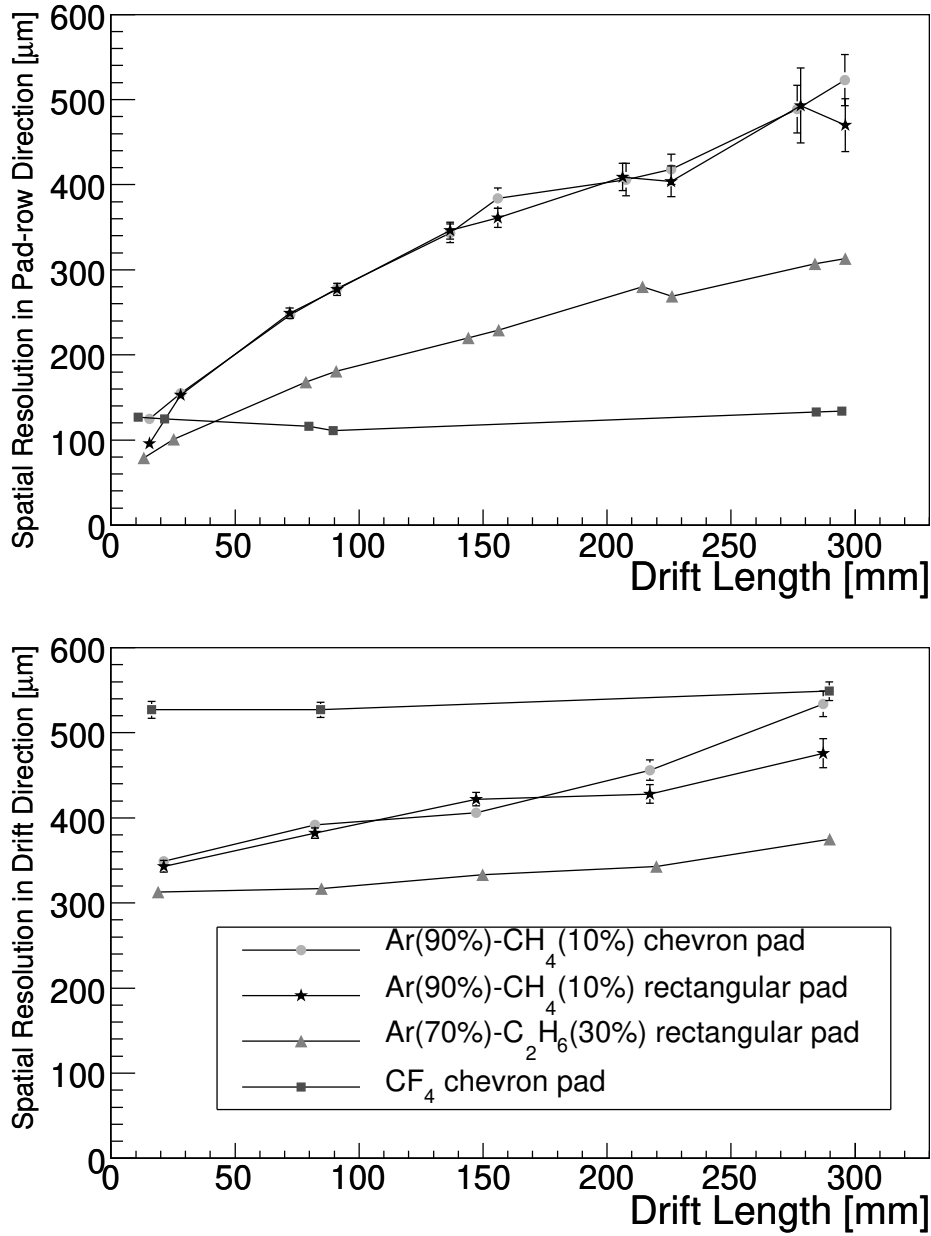 600
500
400
300
200
100
0
Spatial Resolution in Pad-row Direction [μm]
0 50 100 150 200 250 300
Drift Length [mm]
600
500
400
300
200
100
0
Spatial Resolution in Drift Direction [μm]
Ar(90%)-CH4(10%) chevron pad
Ar(90%)-CH4(10%) rectangular pad
Ar(70%)-C2H6(30%) rectangular pad
CF4 chevron pad
0 50 100 150 200 250 300
Drift Length [mm]